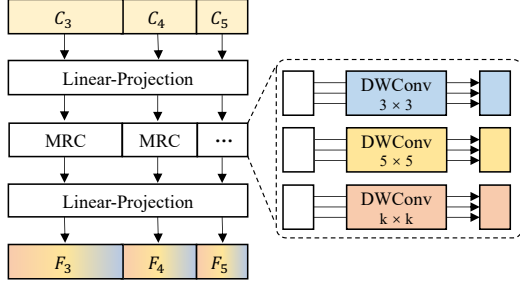 C₃ C₄ C₅
Linear-Projection
MRC MRC ...
Linear-Projection
F₃ F₄ F₅
DWConv
3 × 3
DWConv
5 × 5
DWConv
k × k